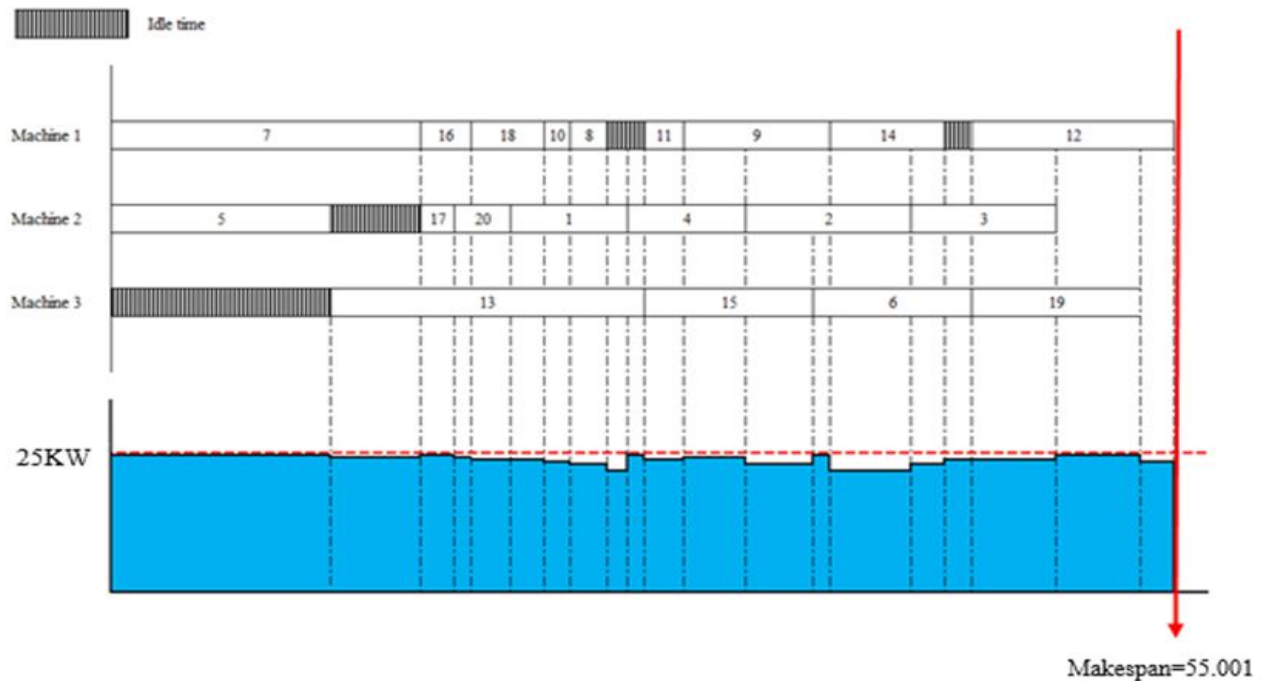 Idle time
Machine 1 7 16 18 10 8 11 9 14 12
Machine 2 5 17 20 1 4 2 3
Machine 3 13 15 6 19
25KW
Makespan=55.001